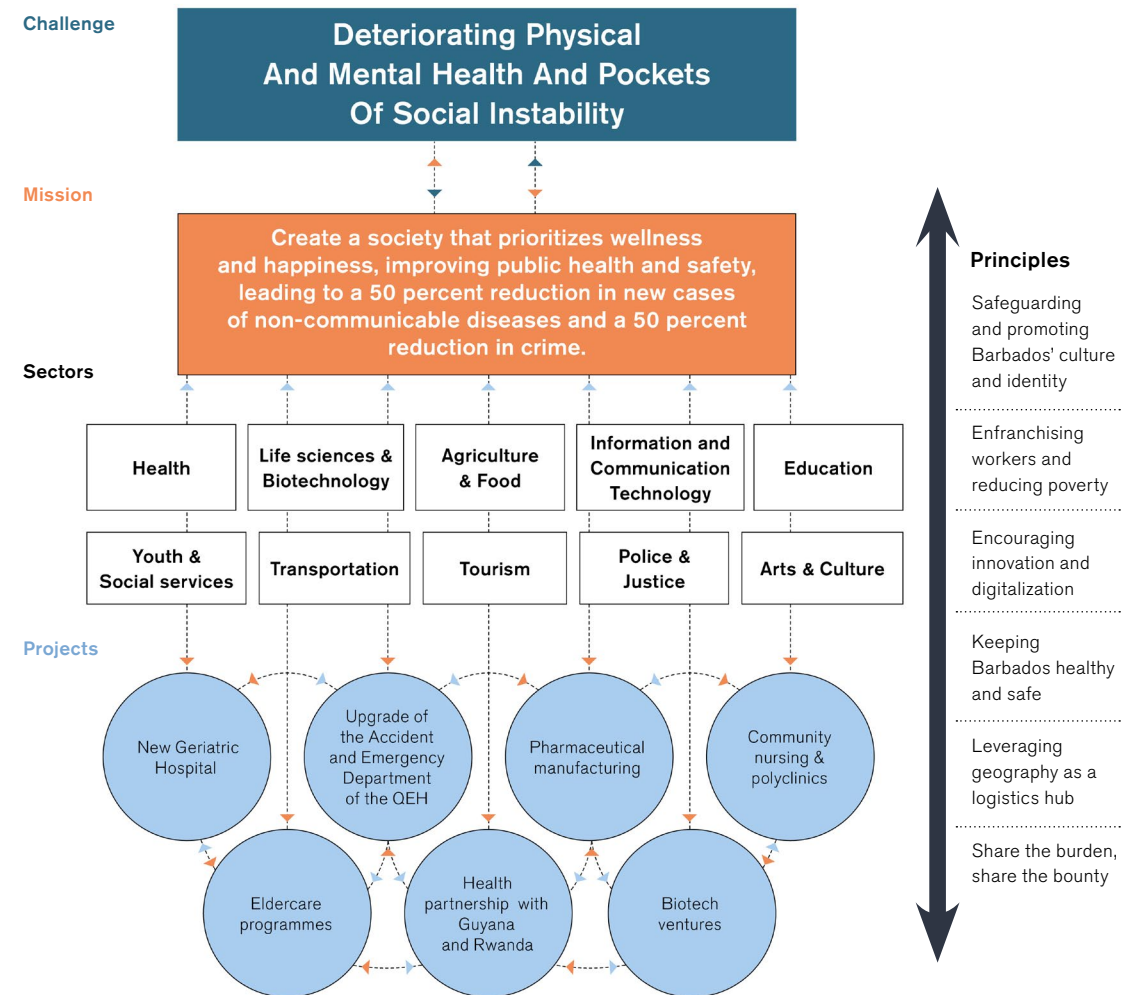 Challenge
Deteriorating Physical
And Mental Health And Pockets
Of Social Instability
Mission
Create a society that prioritizes wellness
and happiness, improving public health and safety,
leading to a 50 percent reduction in new cases
of non-communicable diseases and a 50 percent
reduction in crime.
Sectors
Health
Life sciences &
Biotechnology
Agriculture
& Food
Information and
Communication
Technology
Education
Youth &
Social services
Transportation
Tourism
Police &
Justice
Arts & Culture
Projects
New Geriatric
Hospital
Upgrade of
the Accident
and Emergency
Department
of the QEH
Pharmaceutical
manufacturing
Community
nursing &
polyclinics
Eldercare
programmes
Health
partnership with
Guyana
and Rwanda
Biotech
ventures
Principles
Safeguarding
and promoting
Barbados' culture
and identity
Enfranchising
workers and
reducing poverty
Encouraging
innovation and
digitalization
Keeping
Barbados healthy
and safe
Leveraging
geography as a
logistics hub
Share the burden,
share the bounty